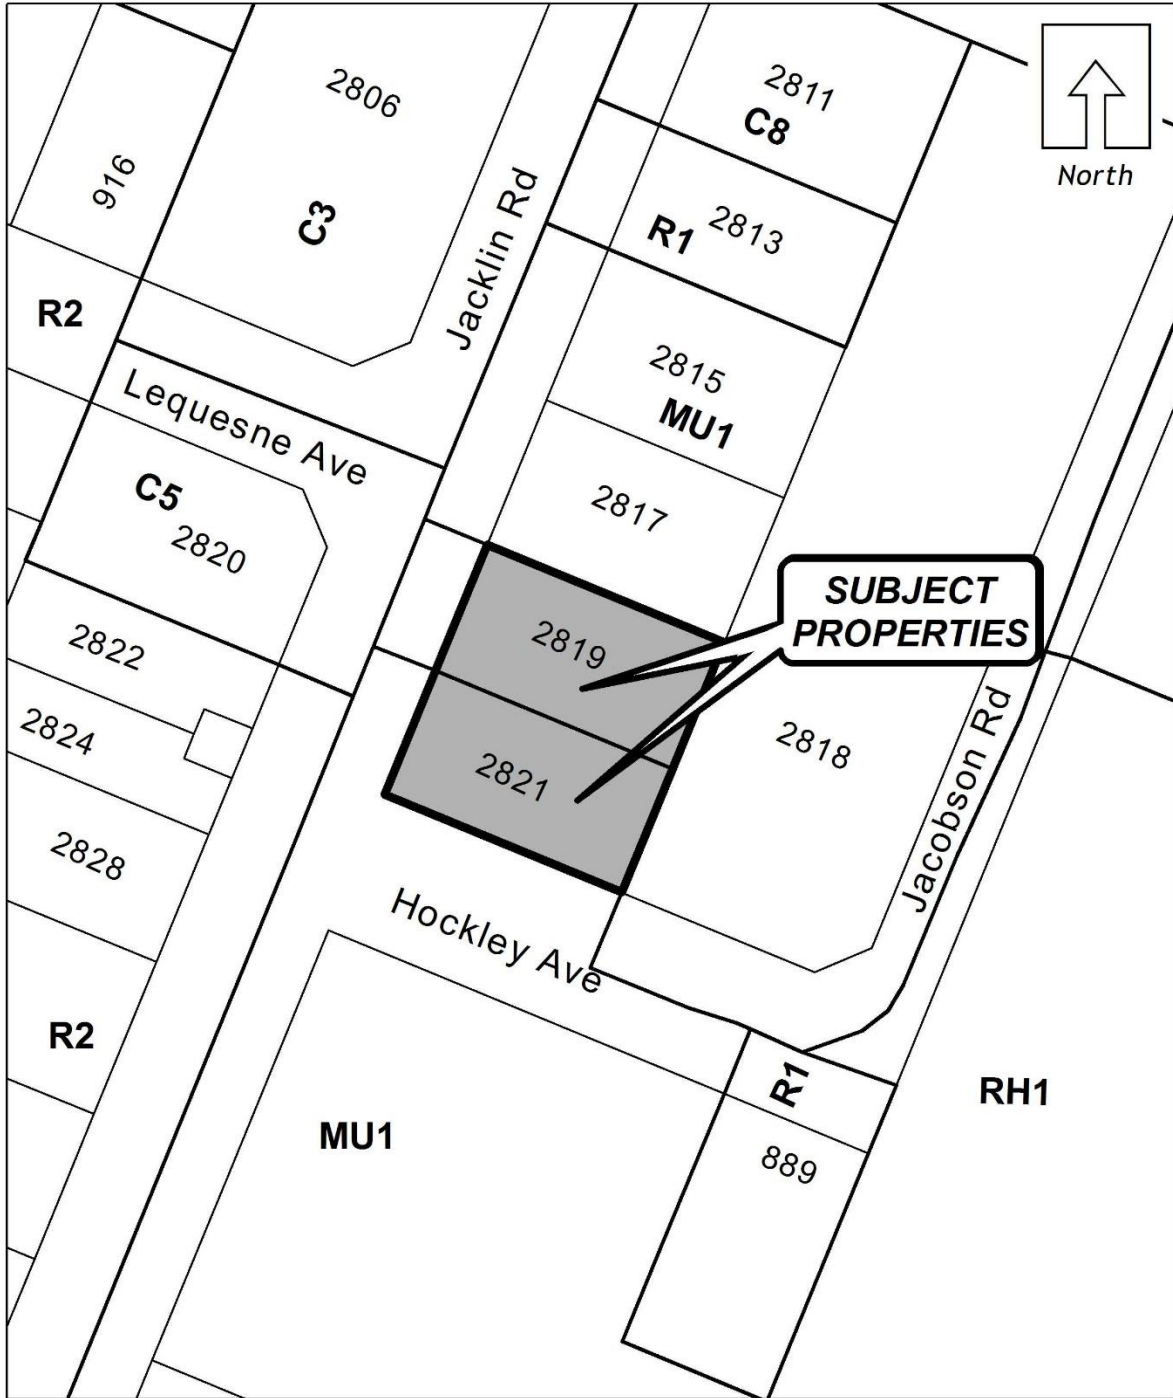 2806
2811
C8
North
916
C3
Jacklin Rd
R1
2813
R2
2815
MU1
Lequesne Ave
C5
2820
2817
SUBJECT
PROPERTIES
2819
2822
2824
2821
2818
Jacobson Rd
2828
Hockley Ave
R2
R1
RH1
MU1
889